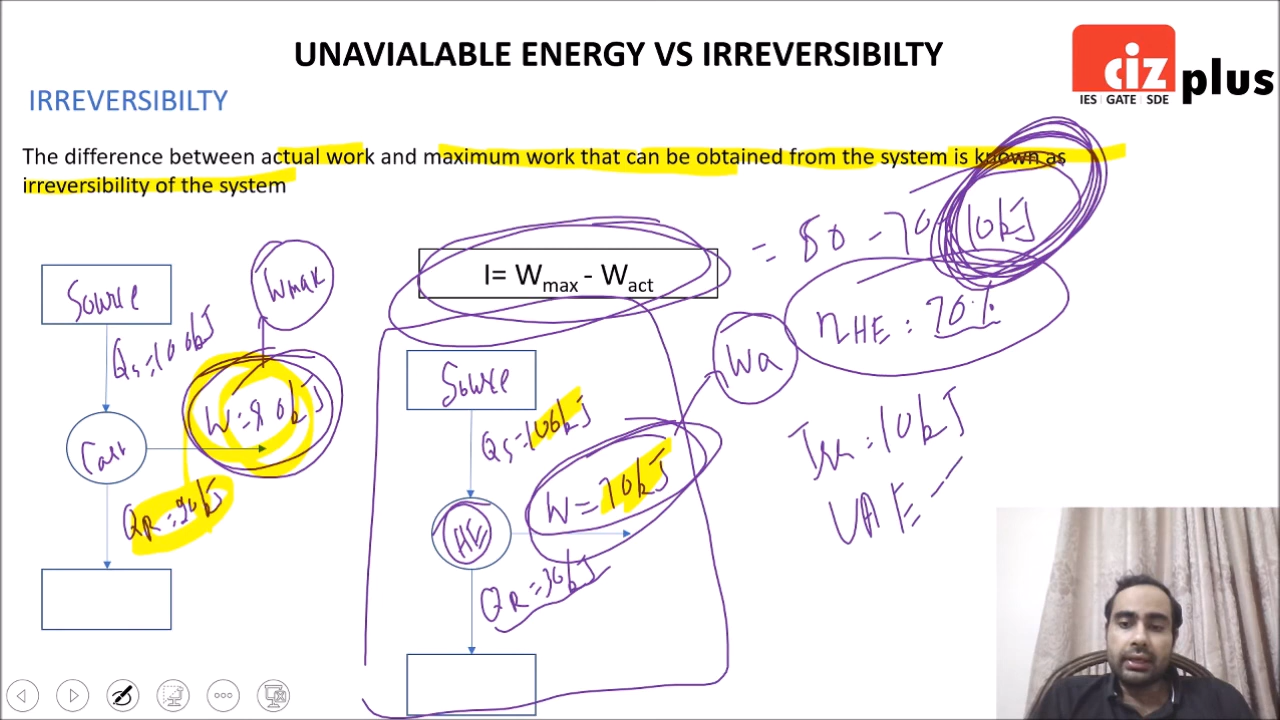 UNAVIALABLE ENERGY VS IRREVERSIBILTY
ciz plus
IES | GATE | SDE
IRREVERSIBILTY
The difference between actual work and maximum work that can be obtained from the system is known as
irreversibility of the system
I= Wmax - Wact
= 80 - 70 10kJ
ηHE = 70%
Source
Wmax
Qs = 100kJ
W = 80kJ
QR = 20kJ
Source
Qs = 100kJ
Wa
HE
W = 70kJ
QR = 30kJ
Irr = 10kJ
UAE